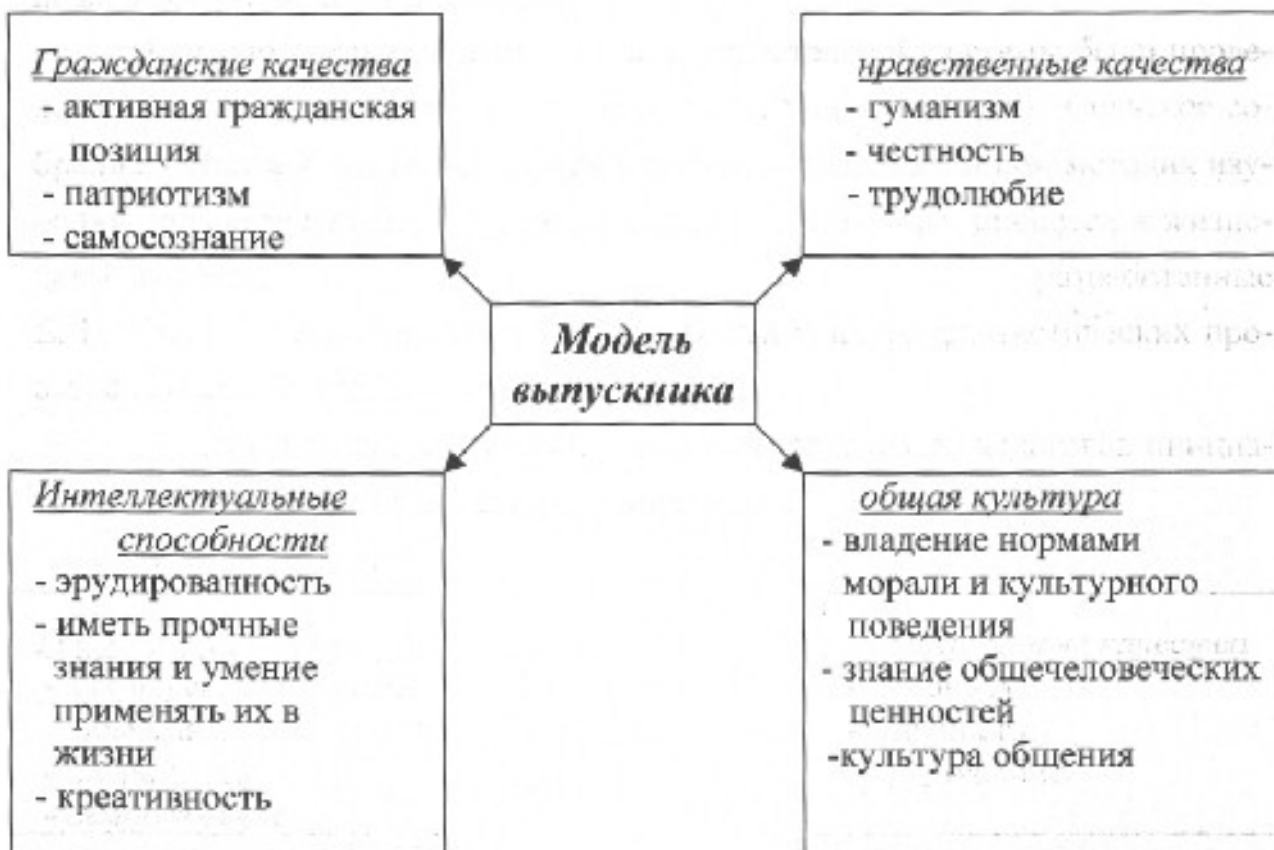 Гражданские качества
- активная гражданская
позиция
- патриотизм
- самосознание
нравственные качества
- гуманизм
- честность
- трудолюбие
Модель
выпускника
Интеллектуальные
способности
- эрудированность
- иметь прочные
знания и умение
применять их в
жизни
- креативность
общая культура
- владение нормами
морали и культурного
поведения
- знание общечеловеческих
ценностей
-культура общения